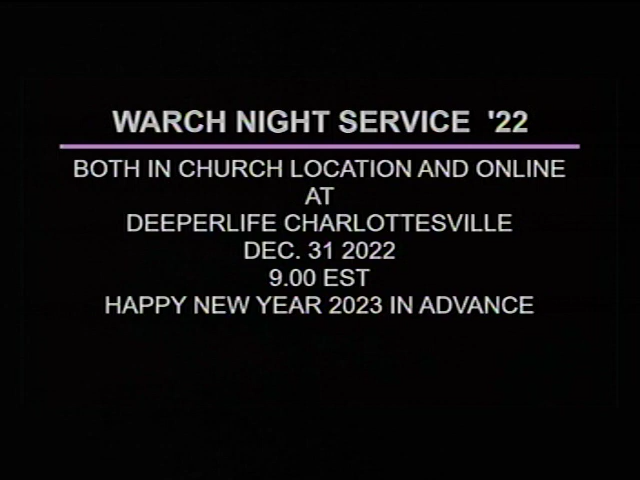 WARCH NIGHT SERVICE '22
BOTH IN CHURCH LOCATION AND ONLINE
AT
DEEPERLIFE CHARLOTTESVILLE
DEC. 31 2022
9.00 EST
HAPPY NEW YEAR 2023 IN ADVANCE